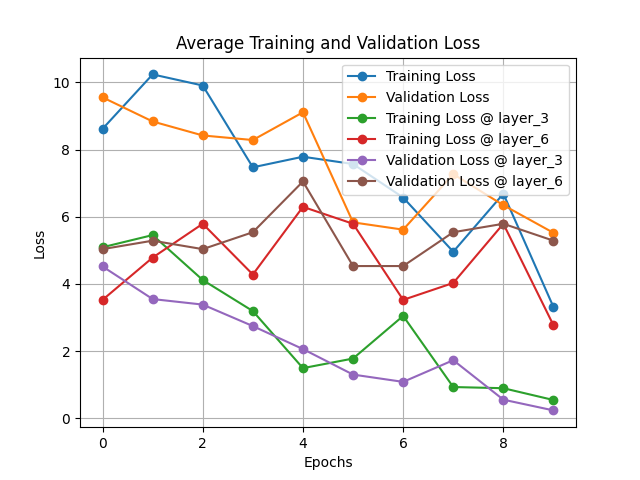 Average Training and Validation Loss
Loss
10
8
6
4
2
0
Training Loss
Validation Loss
Training Loss @ layer_3
Training Loss @ layer_6
Validation Loss @ layer_3
Validation Loss @ layer_6
0 2 4 6 8
Epochs